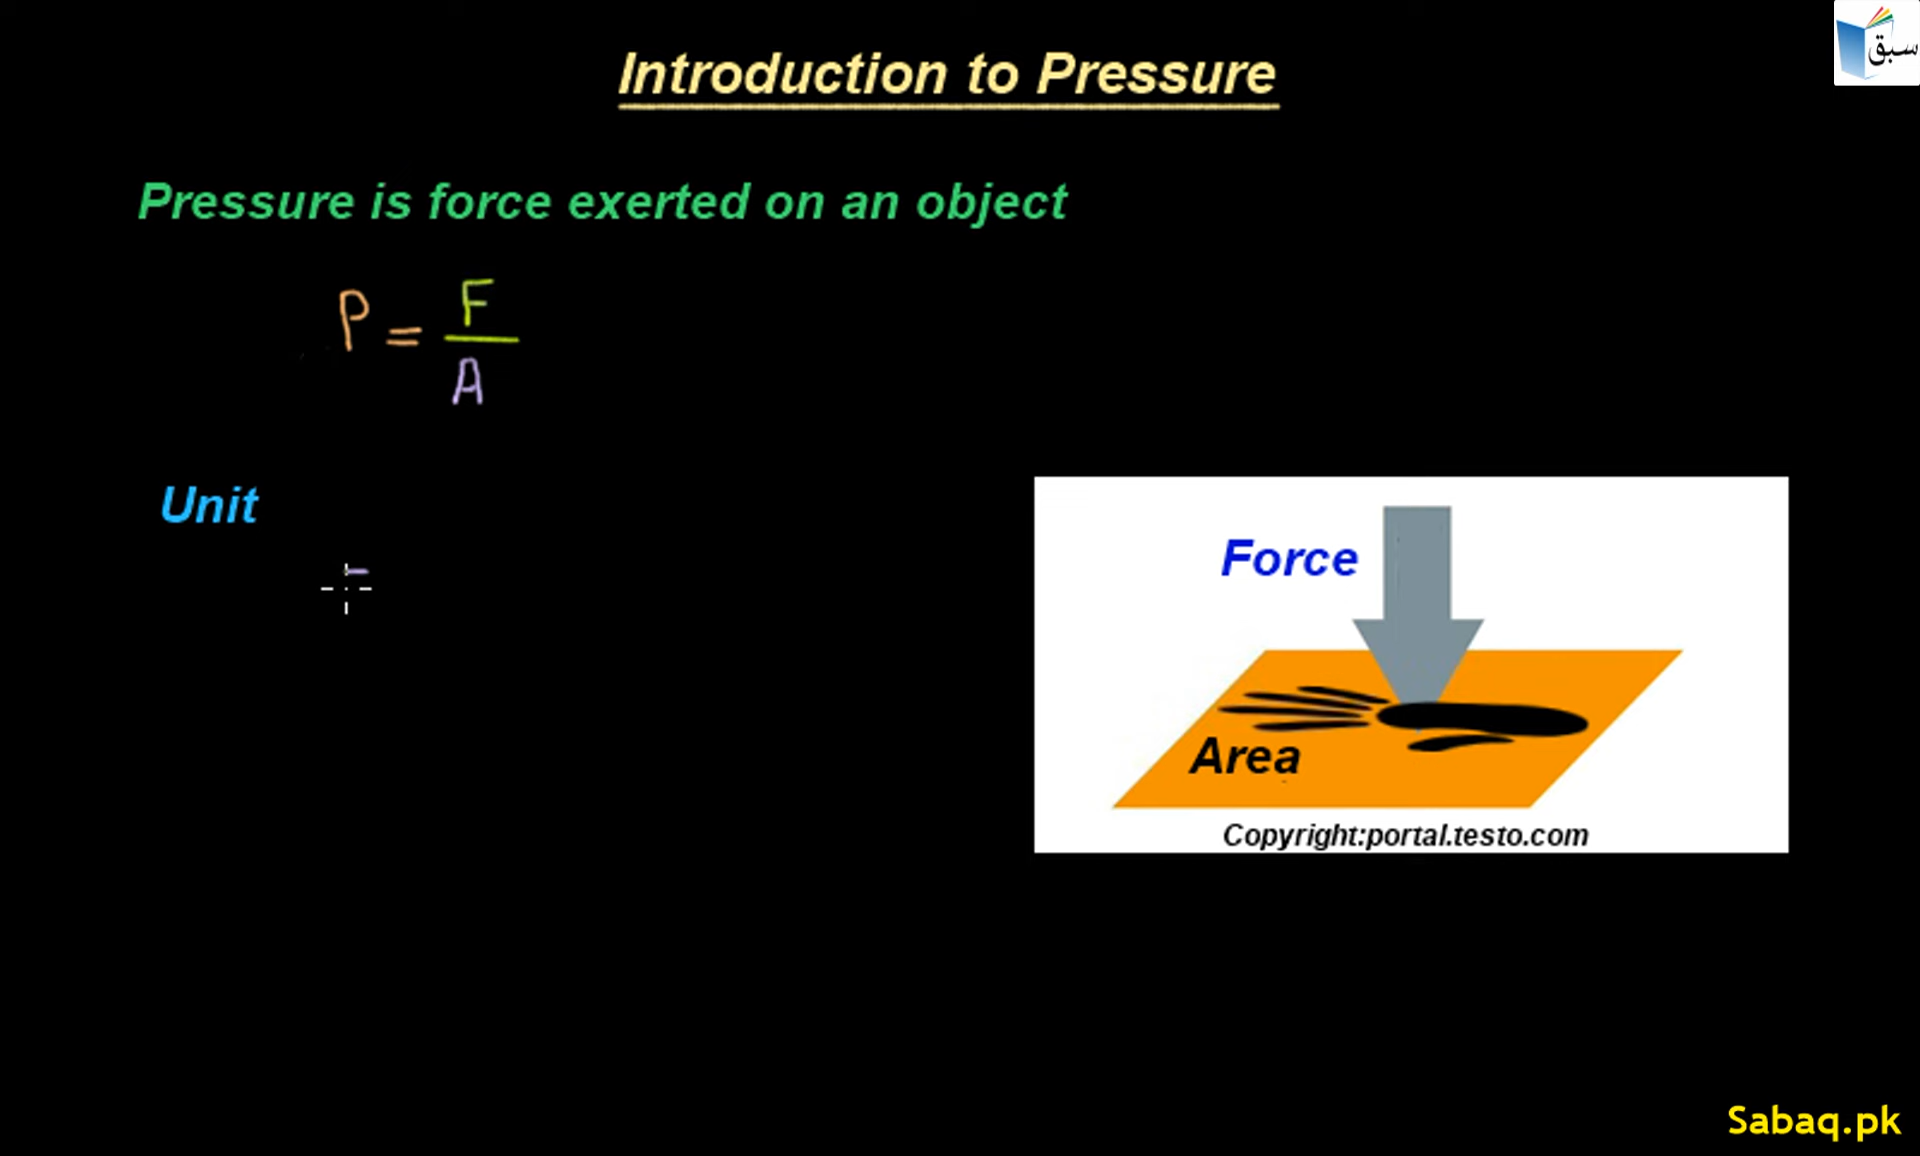 سبق
Introduction to Pressure
Pressure is force exerted on an object
P = F
A
Unit
Force
Area
Copyright:portal.testo.com
Sabaq.pk